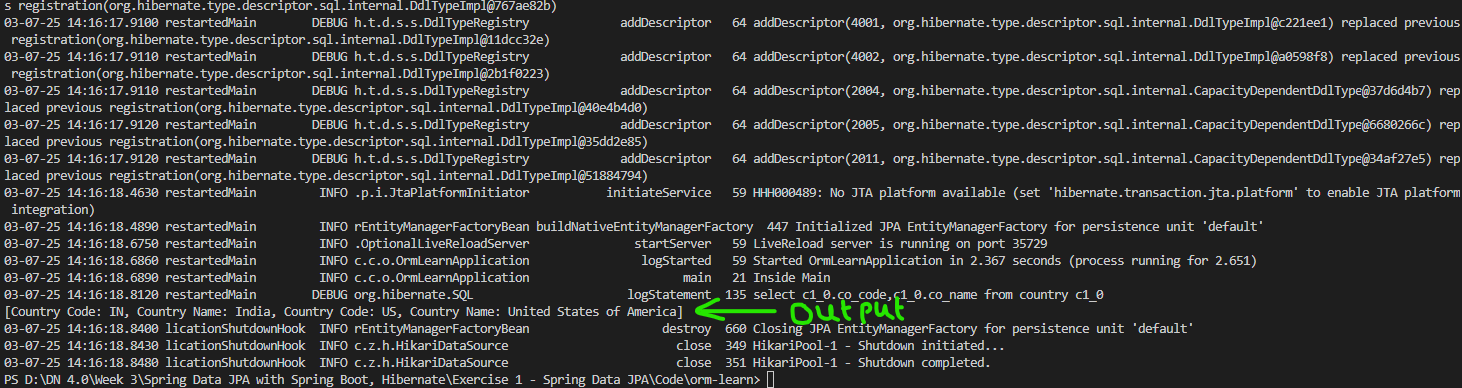 s registration(org.hibernate.type.descriptor.sql.internal.DdlTypeImpl@767ae82b)
03-07-25 14:16:17.9100 restartedMain DEBUG h.t.d.s.s.DdlTypeRegistry addDescriptor 64 addDescriptor(4001, org.hibernate.type.descriptor.sql.internal.DdlTypeImpl@c221ee1) replaced previous
registration(org.hibernate.type.descriptor.sql.internal.DdlTypeImpl@11dcc32e)
03-07-25 14:16:17.9110 restartedMain DEBUG h.t.d.s.s.DdlTypeRegistry addDescriptor 64 addDescriptor(4002, org.hibernate.type.descriptor.sql.internal.DdlTypeImpl@a0598f8) replaced previous
registration(org.hibernate.type.descriptor.sql.internal.DdlTypeImpl@2b1f0223)
03-07-25 14:16:17.9110 restartedMain DEBUG h.t.d.s.s.DdlTypeRegistry addDescriptor 64 addDescriptor(2004, org.hibernate.type.descriptor.sql.internal.CapacityDependentDdlType@37d6d4b7) rep
laced previous registration(org.hibernate.type.descriptor.sql.internal.DdlTypeImpl@40e4b4d0)
03-07-25 14:16:17.9120 restartedMain DEBUG h.t.d.s.s.DdlTypeRegistry addDescriptor 64 addDescriptor(2005, org.hibernate.type.descriptor.sql.internal.CapacityDependentDdlType@6680266c) rep
laced previous registration(org.hibernate.type.descriptor.sql.internal.DdlTypeImpl@35dd2e85)
03-07-25 14:16:17.9120 restartedMain DEBUG h.t.d.s.s.DdlTypeRegistry addDescriptor 64 addDescriptor(2011, org.hibernate.type.descriptor.sql.internal.CapacityDependentDdlType@34af27e5) rep
laced previous registration(org.hibernate.type.descriptor.sql.internal.DdlTypeImpl@51884794)
03-07-25 14:16:18.4630 restartedMain INFO .p.i.JtaPlatformInitiator initiateService 59 HHH000489: No JTA platform available (set 'hibernate.transaction.jta.platform' to enable JTA platform
integration)
03-07-25 14:16:18.4890 restartedMain INFO rEntityManagerFactoryBean buildNativeEntityManagerFactory 447 Initialized JPA EntityManagerFactory for persistence unit 'default'
03-07-25 14:16:18.6750 restartedMain INFO .OptionalLiveReloadServer startServer 59 LiveReload server is running on port 35729
03-07-25 14:16:18.6860 restartedMain INFO c.c.o.OrmLearnApplication logStarted 59 Started OrmLearnApplication in 2.367 seconds (process running for 2.651)
03-07-25 14:16:18.6890 restartedMain INFO c.c.o.OrmLearnApplication main 21 Inside Main
03-07-25 14:16:18.8120 restartedMain DEBUG org.hibernate.SQL logStatement 135 select c1_0.co_code,c1_0.co_name from country c1_0
[Country Code: IN, Country Name: India, Country Code: US, Country Name: United States of America] Output
03-07-25 14:16:18.8400 licationShutdownHook INFO rEntityManagerFactoryBean destroy 660 Closing JPA EntityManagerFactory for persistence unit 'default'
03-07-25 14:16:18.8430 licationShutdownHook INFO c.z.h.HikariDataSource close 349 HikariPool-1 - Shutdown initiated...
03-07-25 14:16:18.8480 licationShutdownHook INFO c.z.h.HikariDataSource close 351 HikariPool-1 - Shutdown completed.
PS D:\DN 4.0\Week 3\Spring Data JPA with Spring Boot, Hibernate\Exercise 1 - Spring Data JPA\Code\orm-learn>